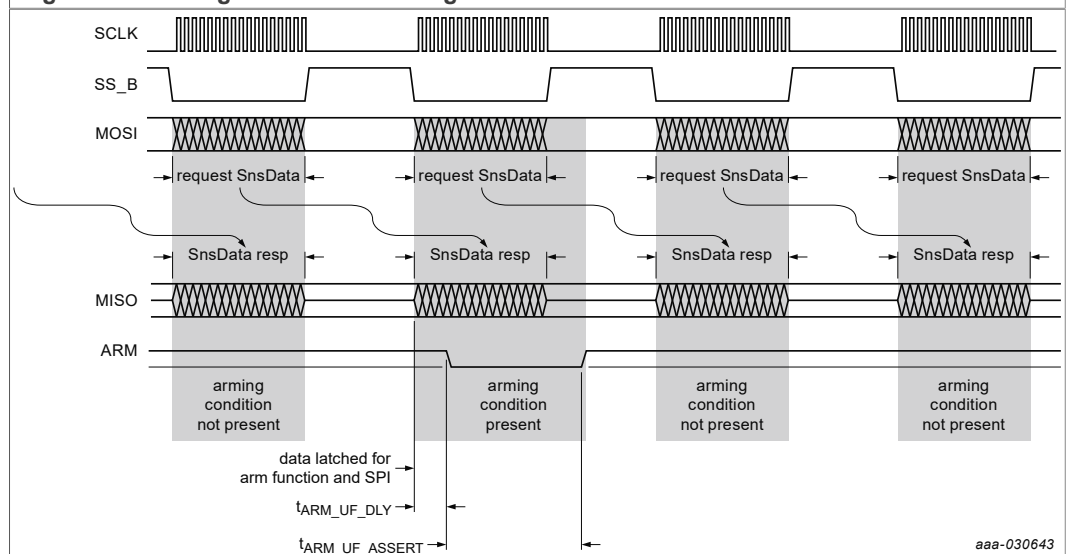 SCLK
SS_B
MOSI
request SnsData request SnsData request SnsData request SnsData
SnsData resp SnsData resp SnsData resp SnsData resp
MISO
ARM
arming condition not present
arming condition present
arming condition not present
arming condition not present
data latched for
arm function and SPI
tARM_UF_DLY
tARM_UF_ASSERT
aaa-030643